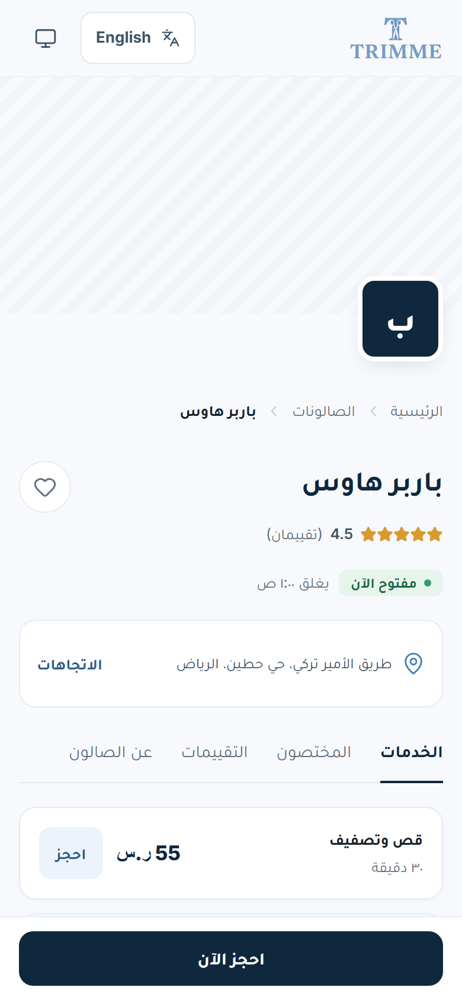 TRIMME
English
ب
الرئيسية
الصالونات
باربر هاوس
باربر هاوس
4.5 (تقييمان)
مفتوح الآن
يغلق ١:٠٠ ص
طريق الأمير تركي، حي حطين، الرياض
الاتجاهات
الخدمات
المختصون
التقييمات
عن الصالون
قص وتصفيف
٣٠ دقيقة
55 ر.س
احجز
احجز الآن